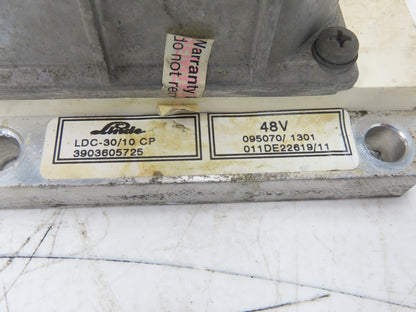 Warranty
do not re
Linde
LDC-30/10 CP
3903605725
48V
095070/ 1301
011DE22619/11